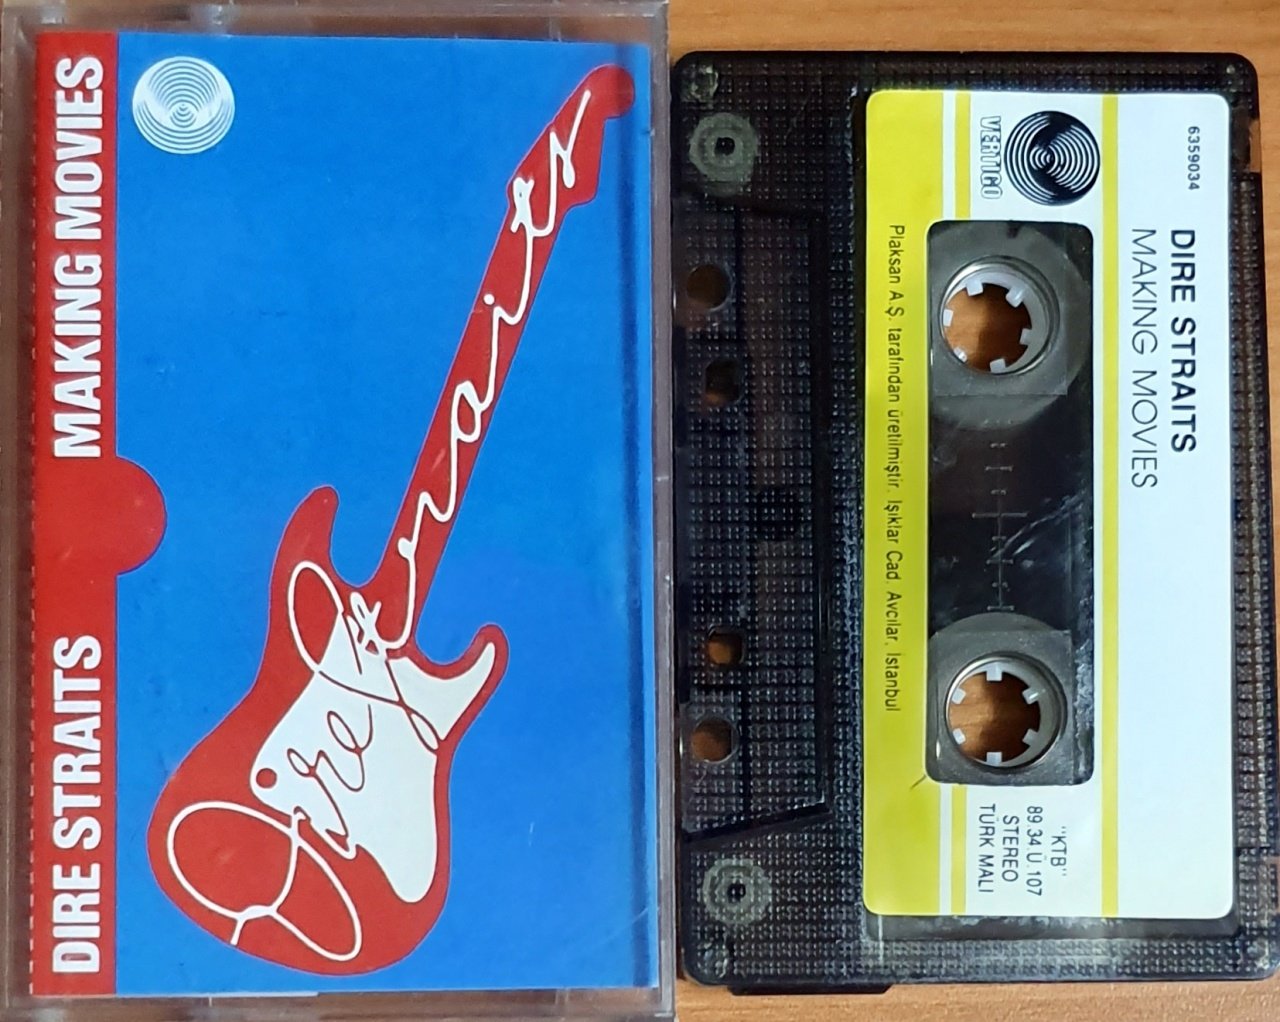 DIRE STRAITS MAKING MOVIES
Dire Straits
6359034
DIRE STRAITS
MAKING MOVIES
VERTIGO
"KTB"
89.34.Ü.107
STEREO
TÜRK MALI
Plaksan A.Ş. tarafından üretilmiştir. Işıklar Cad. Avcılar. İstanbul